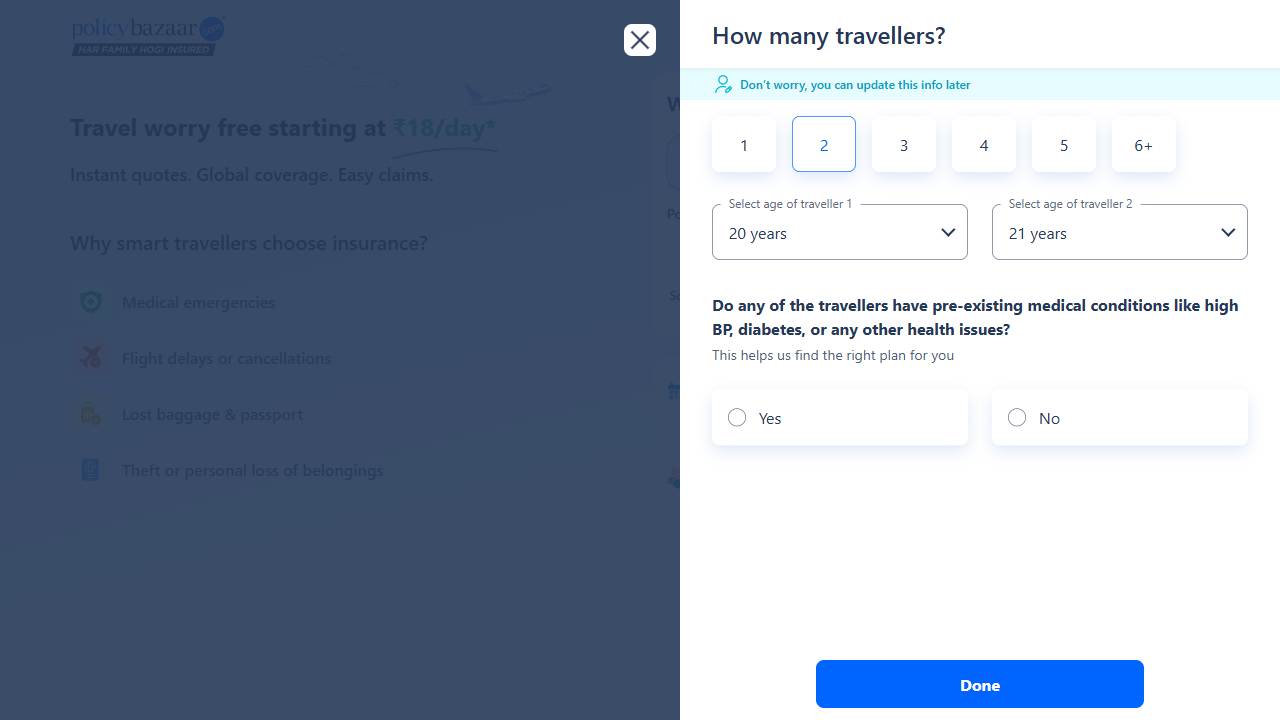 policybazaar
HAR FAMILY HOGI INSURED
Travel worry free starting at ₹18/day*
Instant quotes. Global coverage. Easy claims.
Why smart travellers choose insurance?
Medical emergencies
Flight delays or cancellations
Lost baggage & passport
Theft or personal loss of belongings
How many travellers?
Don't worry, you can update this info later
1 2 3 4 5 6+
Select age of traveller 1 Select age of traveller 2
20 years 21 years
Do any of the travellers have pre-existing medical conditions like high
BP, diabetes, or any other health issues?
This helps us find the right plan for you
Yes No
Done